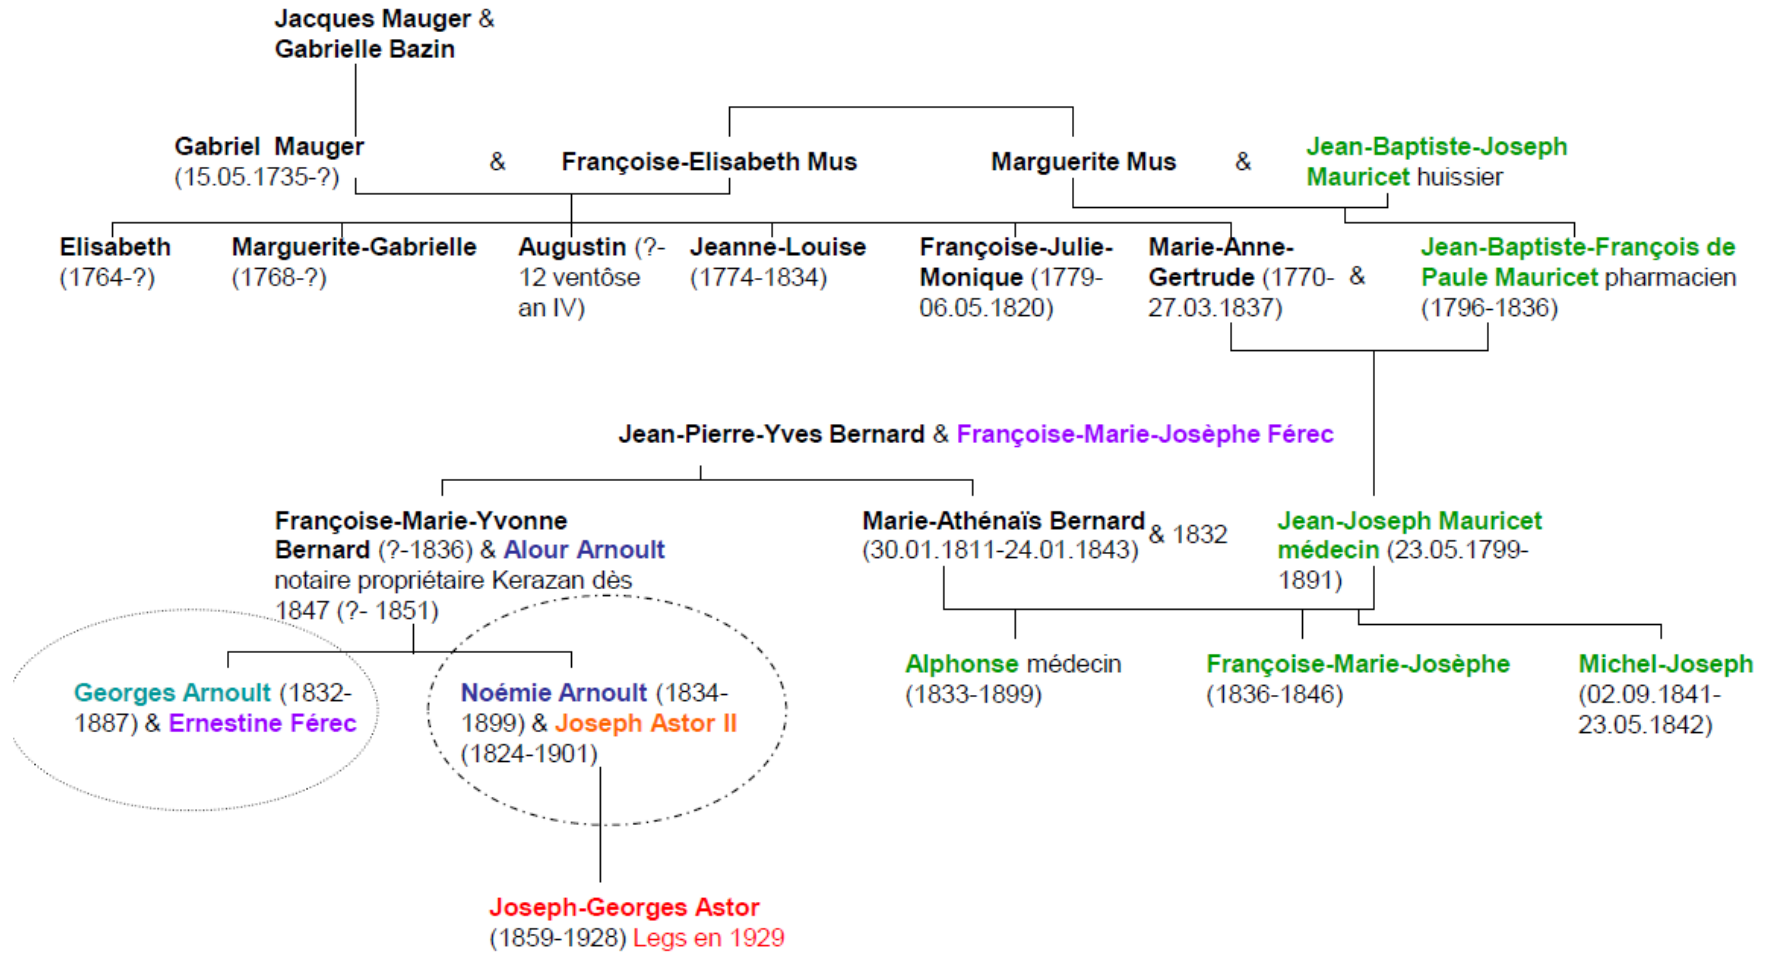 Jacques Mauger &
Gabrielle Bazin
Gabriel Mauger
(15.05.1735-?)
&
Françoise-Elisabeth Mus
Marguerite Mus
&
Jean-Baptiste-Joseph
Mauricet huissier
Elisabeth
(1764-?)
Marguerite-Gabrielle
(1768-?)
Augustin (?-
12 ventôse
an IV)
Jeanne-Louise
(1774-1834)
Françoise-Julie-
Monique (1779-
06.05.1820)
Marie-Anne-
Gertrude (1770-
27.03.1837)
&
Jean-Baptiste-François de
Paule Mauricet pharmacien
(1796-1836)
Jean-Pierre-Yves Bernard & Françoise-Marie-Josèphe Férec
Françoise-Marie-Yvonne
Bernard (?-1836) & Alour Arnoult
notaire propriétaire Kerazan dès
1847 (?- 1851)
Marie-Athénaïs Bernard
(30.01.1811-24.01.1843)
& 1832
Jean-Joseph Mauricet
médecin (23.05.1799-
1891)
Georges Arnoult (1832-
1887) & Ernestine Férec
Noémie Arnoult (1834-
1899) & Joseph Astor II
(1824-1901)
Alphonse médecin
(1833-1899)
Françoise-Marie-Josèphe
(1836-1846)
Michel-Joseph
(02.09.1841-
23.05.1842)
Joseph-Georges Astor
(1859-1928) Legs en 1929